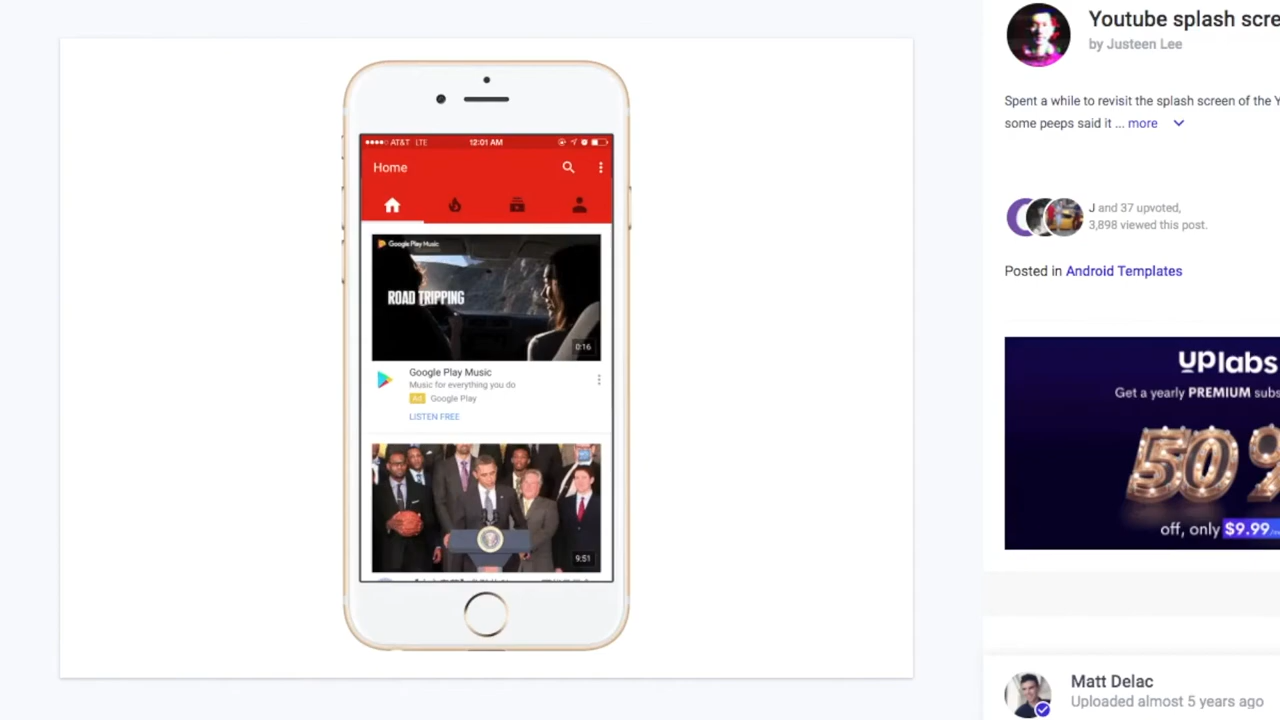 AT&T LTE 12:01 AM
Home
Google Play Music
ROAD TRIPPING
0:16
Google Play Music
Music for everything you do
Ad Google Play
LISTEN FREE
9:51
Youtube splash scre
by Justeen Lee
Spent a while to revisit the splash screen of the Y
some peeps said it ... more
J and 37 upvoted,
3,898 viewed this post.
Posted in Android Templates
uplabs
Get a yearly PREMIUM subs
50 %
off, only $9.99
Matt Delac
Uploaded almost 5 years ago